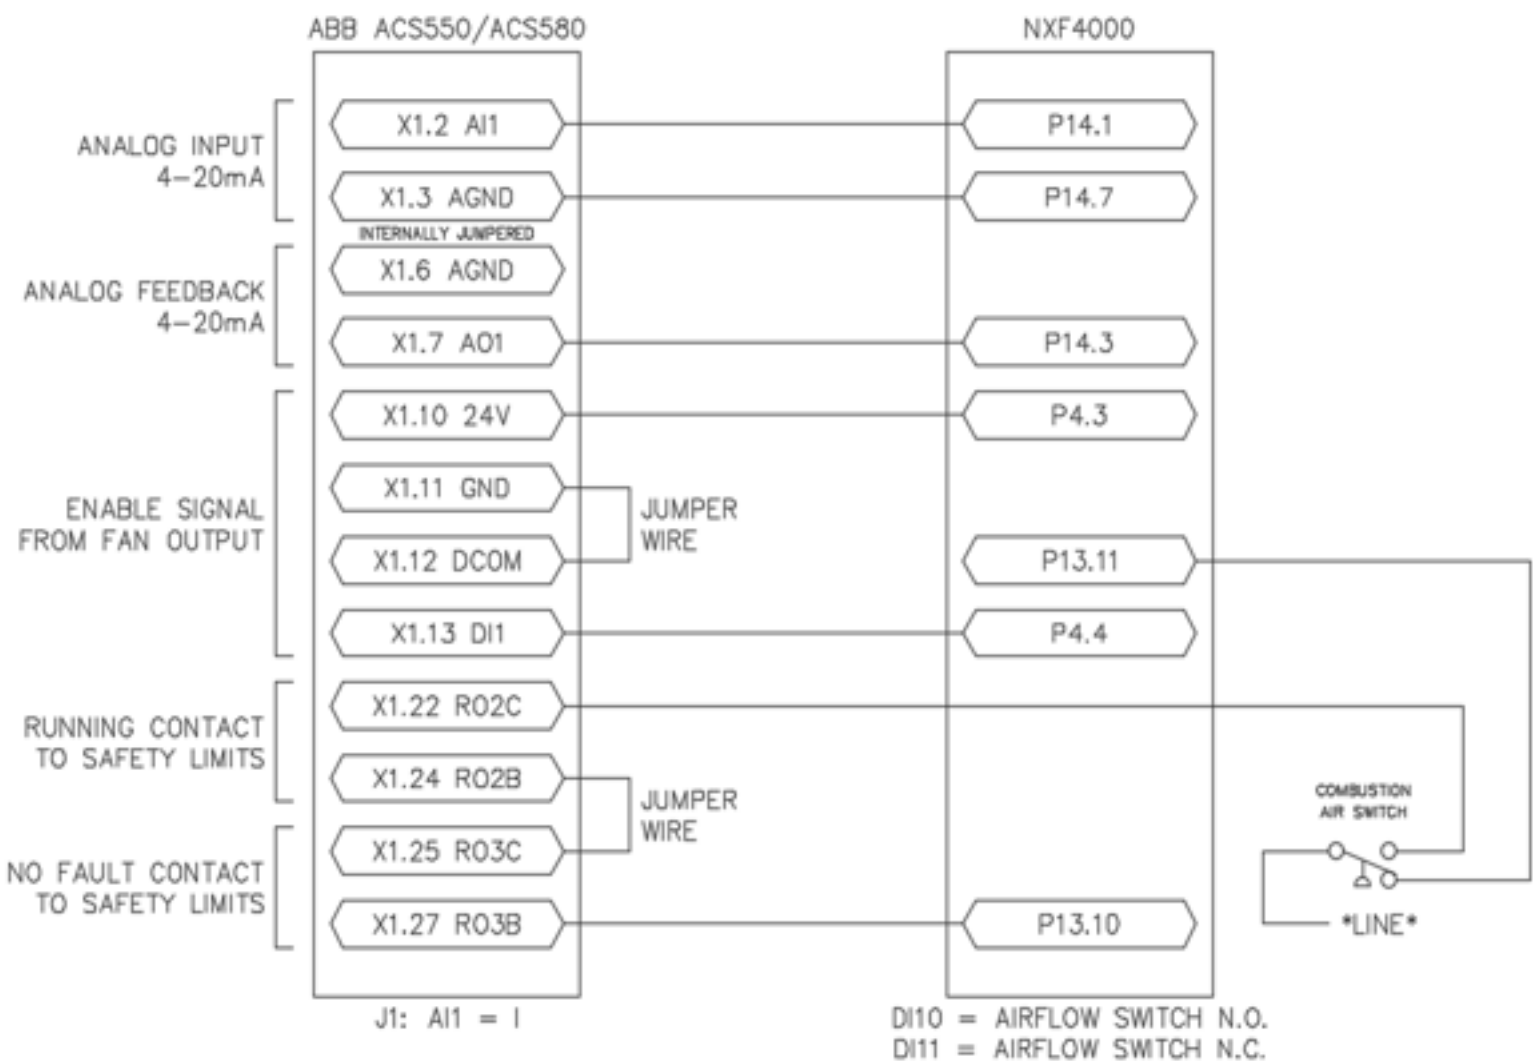 ABB ACS550/ACS580
NXF4000
ANALOG INPUT
4-20mA
X1.2 AI1
P14.1
X1.3 AGND
P14.7
INTERNALLY JUMPERED
ANALOG FEEDBACK
4-20mA
X1.6 AGND
X1.7 AO1
P14.3
ENABLE SIGNAL
FROM FAN OUTPUT
X1.10 24V
P4.3
X1.11 GND
JUMPER
WIRE
X1.12 DCOM
P13.11
X1.13 DI1
P4.4
RUNNING CONTACT
TO SAFETY LIMITS
X1.22 RO2C
X1.24 RO2B
JUMPER
WIRE
COMBUSTION
AIR SWITCH
NO FAULT CONTACT
TO SAFETY LIMITS
X1.25 RO3C
X1.27 RO3B
P13.10
*LINE*
J1: AI1 = I
DI10 = AIRFLOW SWITCH N.O.
DI11 = AIRFLOW SWITCH N.C.